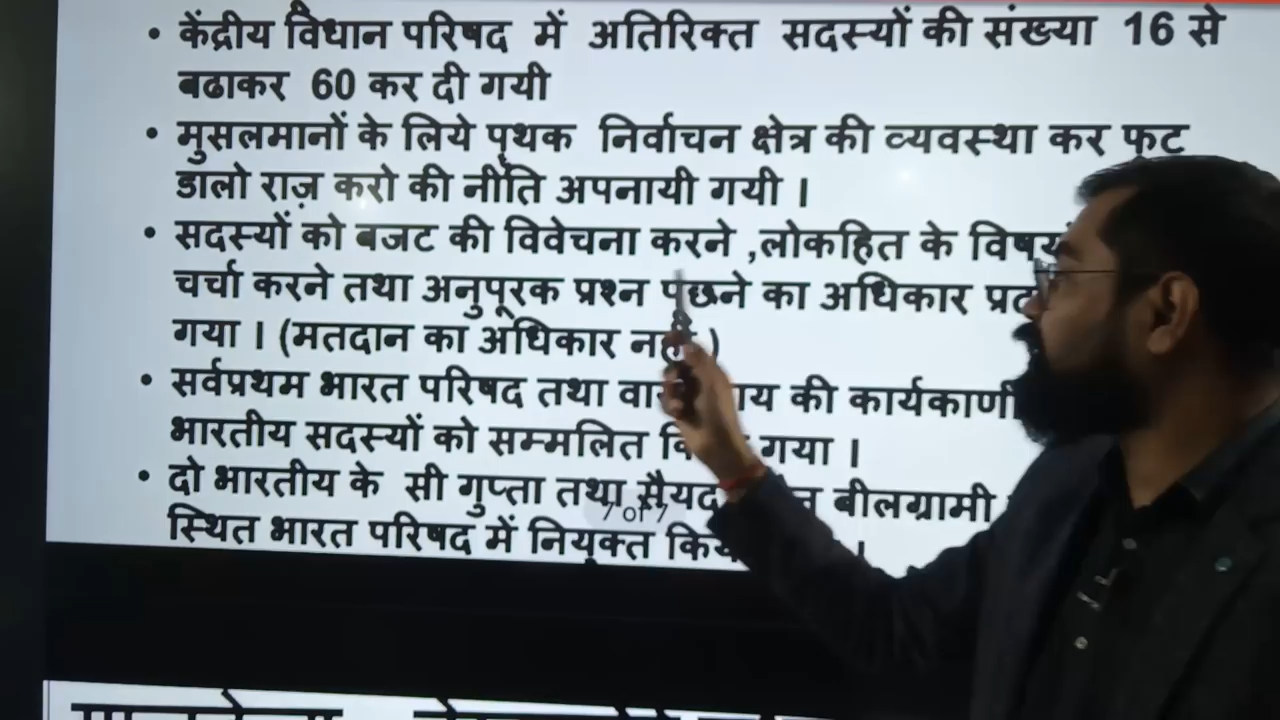 • केंद्रीय विधान परिषद में अतिरिक्त सदस्यों की संख्या 16 से
बढाकर 60 कर दी गयी
• मुसलमानों के लिये पृथक निर्वाचन क्षेत्र की व्यवस्था कर फूट
डालो राज़ करो की नीति अपनायी गयी ।
• सदस्यों को बजट की विवेचना करने ,लोकहित के
चर्चा करने तथा अनुपूरक प्रश्न पूछने का अधिकार
गया । (मतदान का अधिकार
• सर्वप्रथम भारत परिषद तथा की
भारतीय सदस्यों को सम्मलित गया ।
• दो भारतीय के सी गुप्ता तथा सैयद बीलग्रामी
7 of 7
स्थित भारत परिषद में नियुक्त